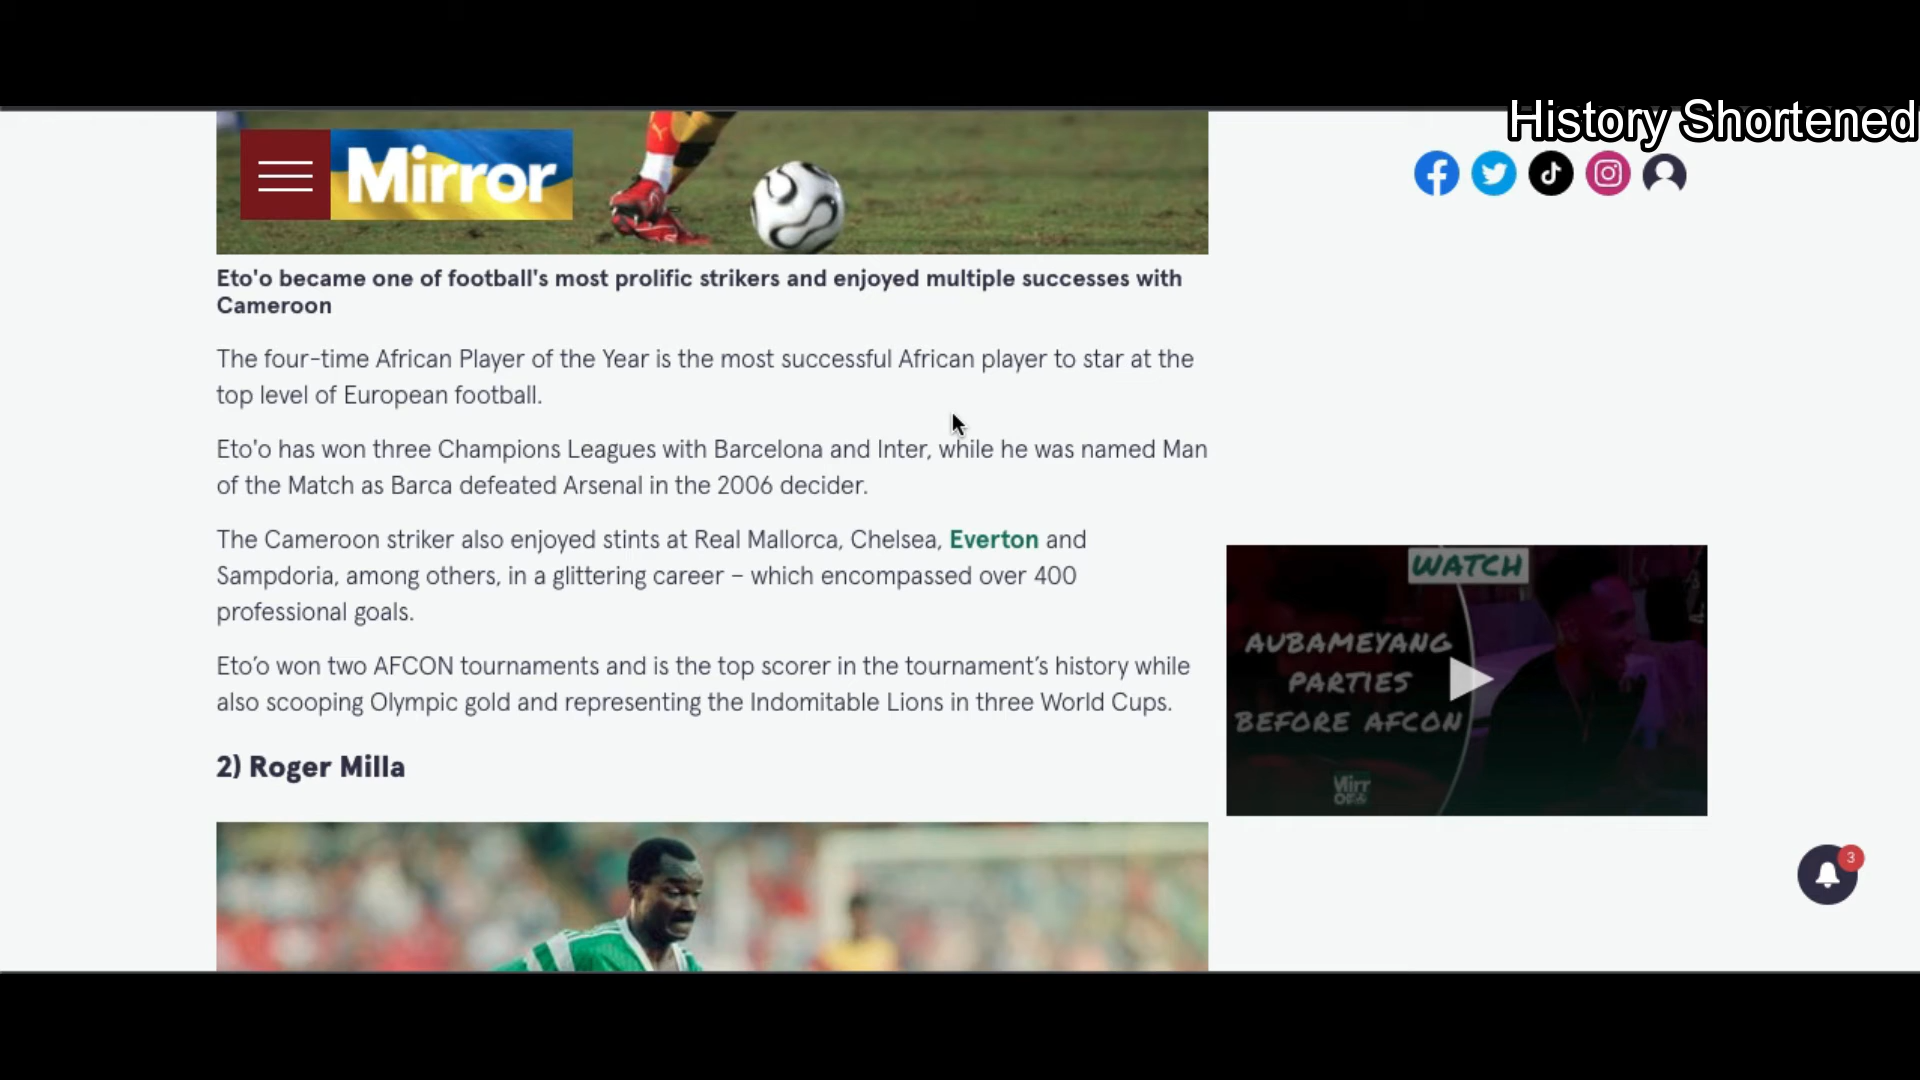 History Shortened
Mirror
Eto'o became one of football's most prolific strikers and enjoyed multiple successes with
Cameroon
The four-time African Player of the Year is the most successful African player to star at the
top level of European football.
Eto'o has won three Champions Leagues with Barcelona and Inter, while he was named Man
of the Match as Barca defeated Arsenal in the 2006 decider.
The Cameroon striker also enjoyed stints at Real Mallorca, Chelsea, Everton and
Sampdoria, among others, in a glittering career – which encompassed over 400
professional goals.
Eto’o won two AFCON tournaments and is the top scorer in the tournament’s history while
also scooping Olympic gold and representing the Indomitable Lions in three World Cups.
2) Roger Milla
WATCH
AUBAMEYANG
PARTIES
BEFORE AFCON
Mirr
or
3